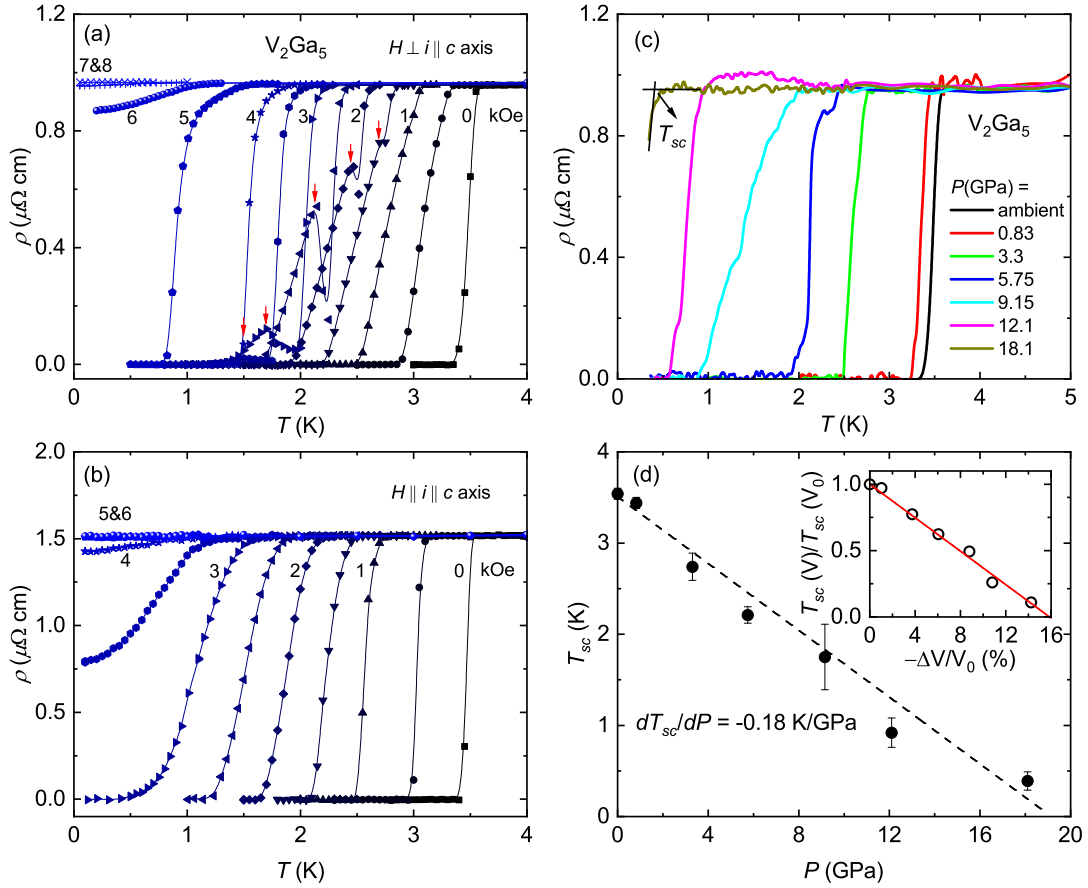 (a)
V₂Ga₅
H ⊥ i ∥ c axis
7&8
6
5
4
3
2
1
0
kOe
1.2
0.8
0.4
0.0
ρ (μΩ cm)
0
1
2
3
4
T (K)
(c)
T_sc
V₂Ga₅
P(GPa) =
ambient
0.83
3.3
5.75
9.15
12.1
18.1
1.2
0.8
0.4
0.0
ρ (μΩ cm)
0
1
2
3
4
5
T (K)
(b)
H ∥ i ∥ c axis
5&6
4
3
2
1
0
kOe
2.0
1.5
1.0
0.5
0.0
ρ (μΩ cm)
0
1
2
3
4
T (K)
(d)
4
3
2
1
0
T_sc (K)
dT_sc/dP = -0.18 K/GPa
0
4
8
12
16
20
P (GPa)
1.0
0.5
0.0
T_sc (V)/T_sc (V₀)
0
4
8
12
16
−ΔV/V₀ (%)